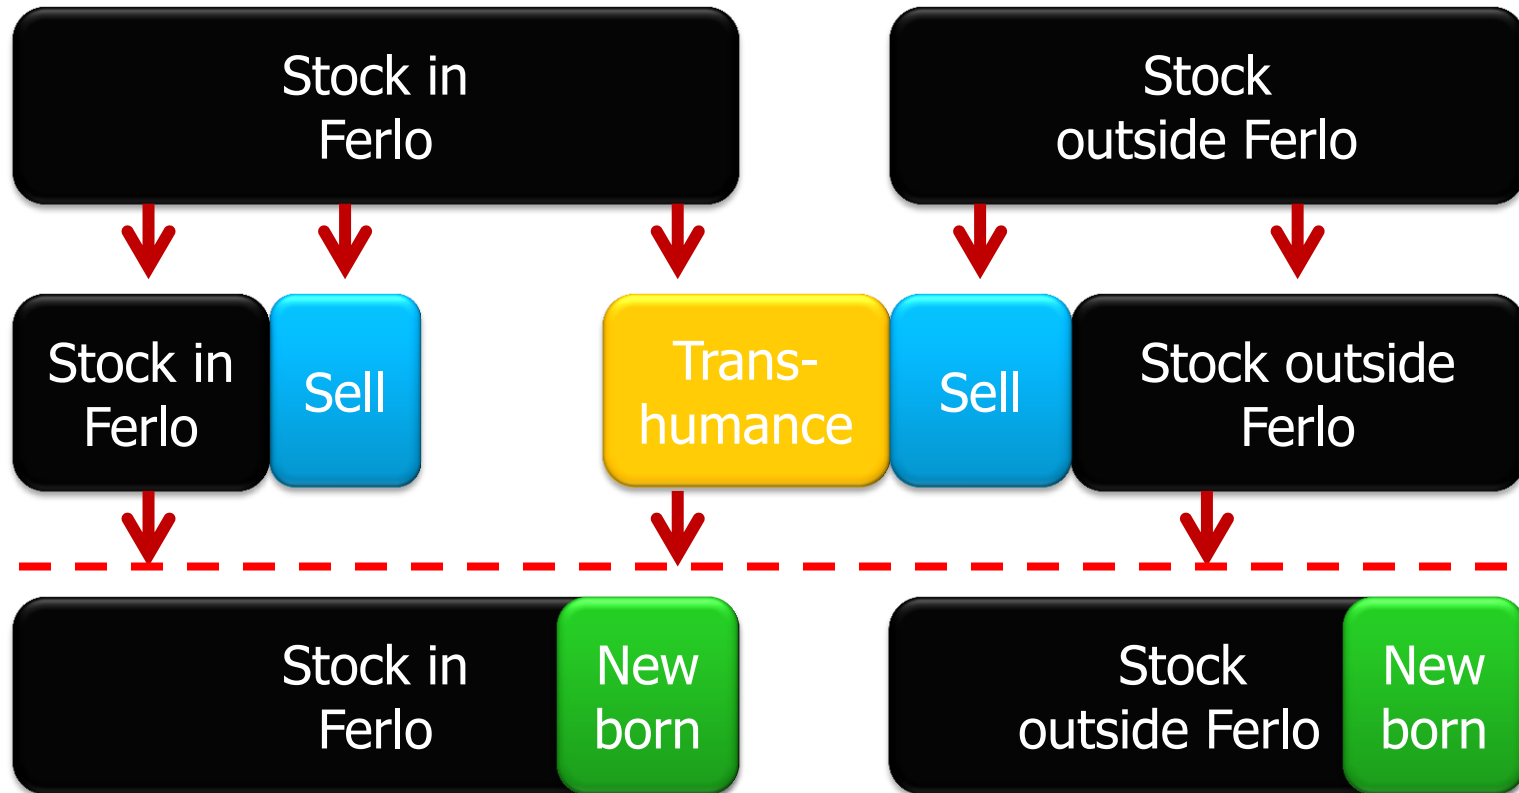 Stock in
Ferlo
Stock
outside Ferlo
Stock in
Ferlo
Sell
Trans-
humance
Sell
Stock outside
Ferlo
Stock in
Ferlo
New
born
Stock
outside Ferlo
New
born